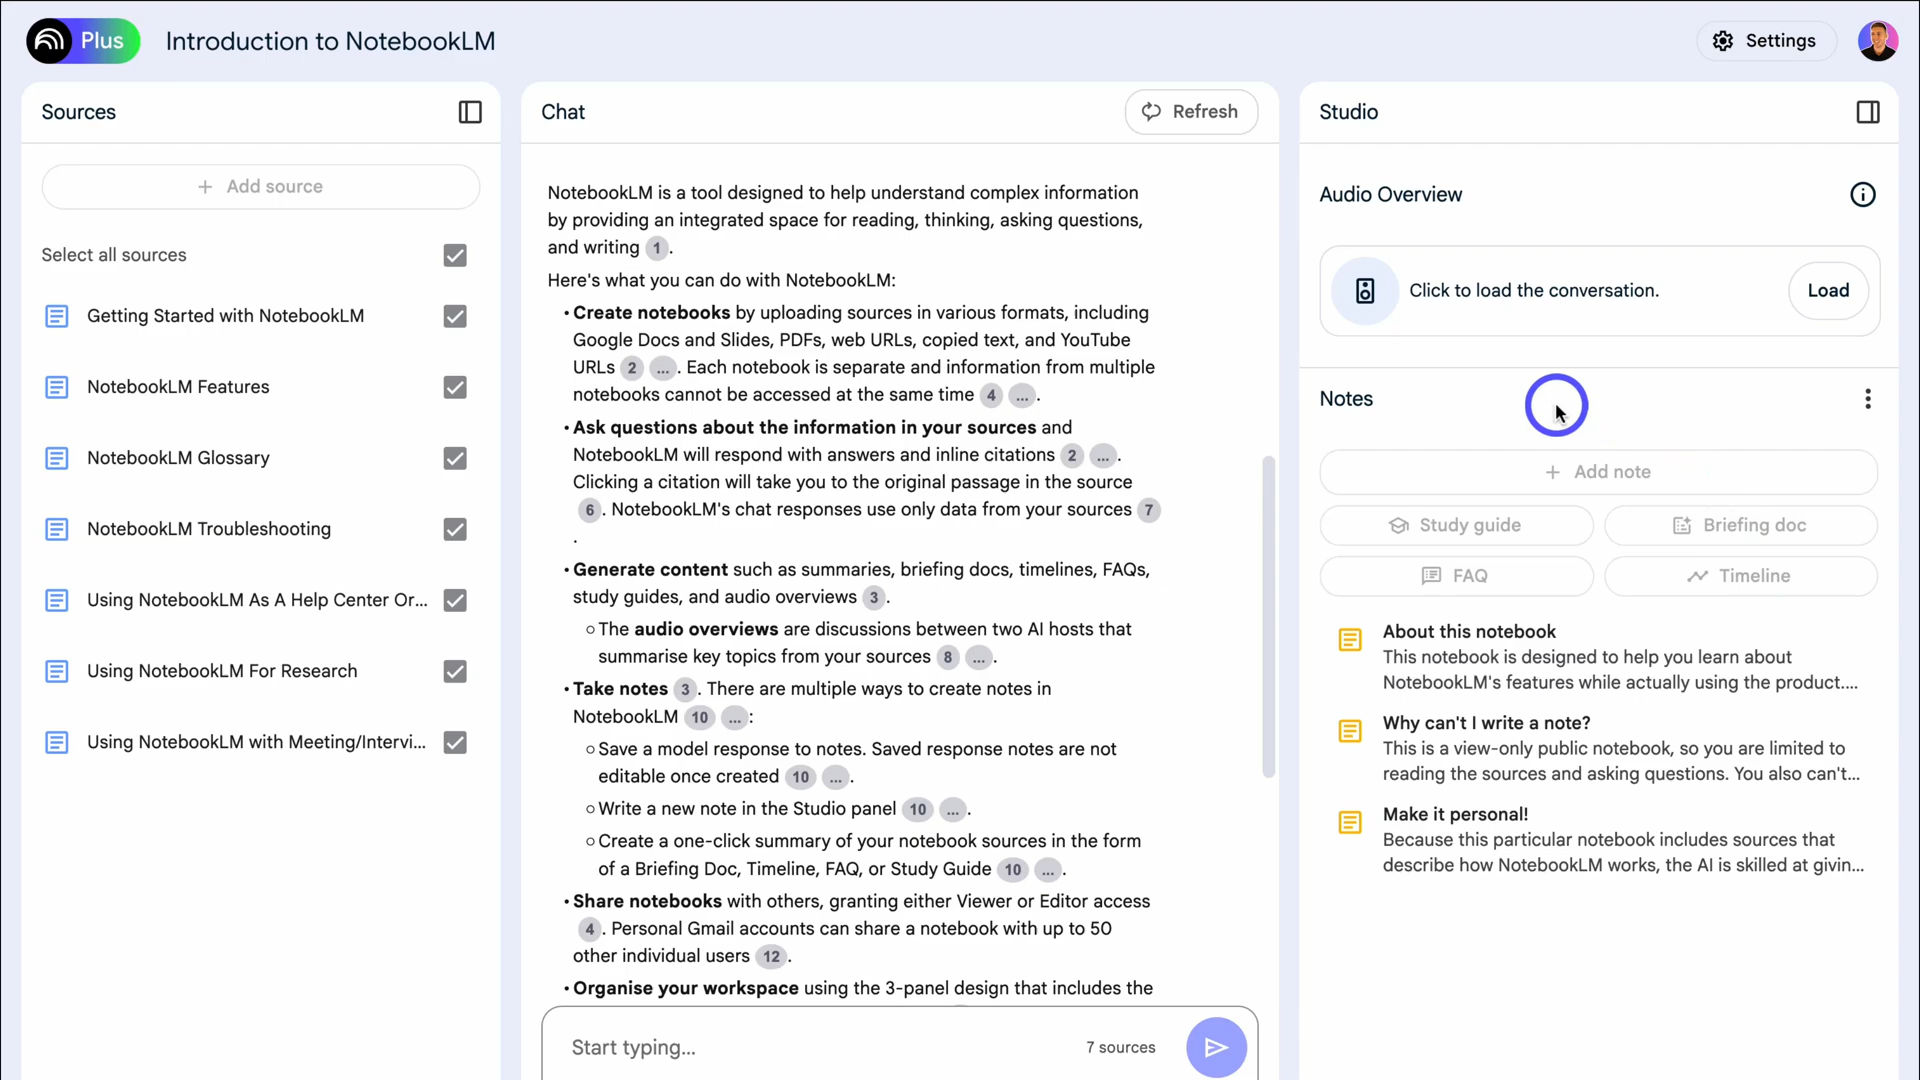 Plus
Introduction to NotebookLM
Settings
Sources
Add source
Select all sources
Getting Started with NotebookLM
NotebookLM Features
NotebookLM Glossary
NotebookLM Troubleshooting
Using NotebookLM As A Help Center Or...
Using NotebookLM For Research
Using NotebookLM with Meeting/Intervi...
Chat
Refresh
NotebookLM is a tool designed to help understand complex information
by providing an integrated space for reading, thinking, asking questions,
and writing 1.
Here's what you can do with NotebookLM:
• Create notebooks by uploading sources in various formats, including
Google Docs and Slides, PDFs, web URLs, copied text, and YouTube
URLs 2 .... Each notebook is separate and information from multiple
notebooks cannot be accessed at the same time 4 ....
• Ask questions about the information in your sources and
NotebookLM will respond with answers and inline citations 2 ....
Clicking a citation will take you to the original passage in the source
6. NotebookLM's chat responses use only data from your sources 7
.
• Generate content such as summaries, briefing docs, timelines, FAQs,
study guides, and audio overviews 3.
○ The audio overviews are discussions between two AI hosts that
summarise key topics from your sources 8 ....
• Take notes 3. There are multiple ways to create notes in
NotebookLM 10 ...:
○ Save a model response to notes. Saved response notes are not
editable once created 10 ....
○ Write a new note in the Studio panel 10 ....
○ Create a one-click summary of your notebook sources in the form
of a Briefing Doc, Timeline, FAQ, or Study Guide 10 ....
• Share notebooks with others, granting either Viewer or Editor access
4. Personal Gmail accounts can share a notebook with up to 50
other individual users 12.
• Organise your workspace using the 3-panel design that includes the
Start typing...
7 sources
Studio
Audio Overview
Click to load the conversation.
Load
Notes
Add note
Study guide
Briefing doc
FAQ
Timeline
About this notebook
This notebook is designed to help you learn about
NotebookLM's features while actually using the product....
Why can't I write a note?
This is a view-only public notebook, so you are limited to
reading the sources and asking questions. You also can't...
Make it personal!
Because this particular notebook includes sources that
describe how NotebookLM works, the AI is skilled at givin...